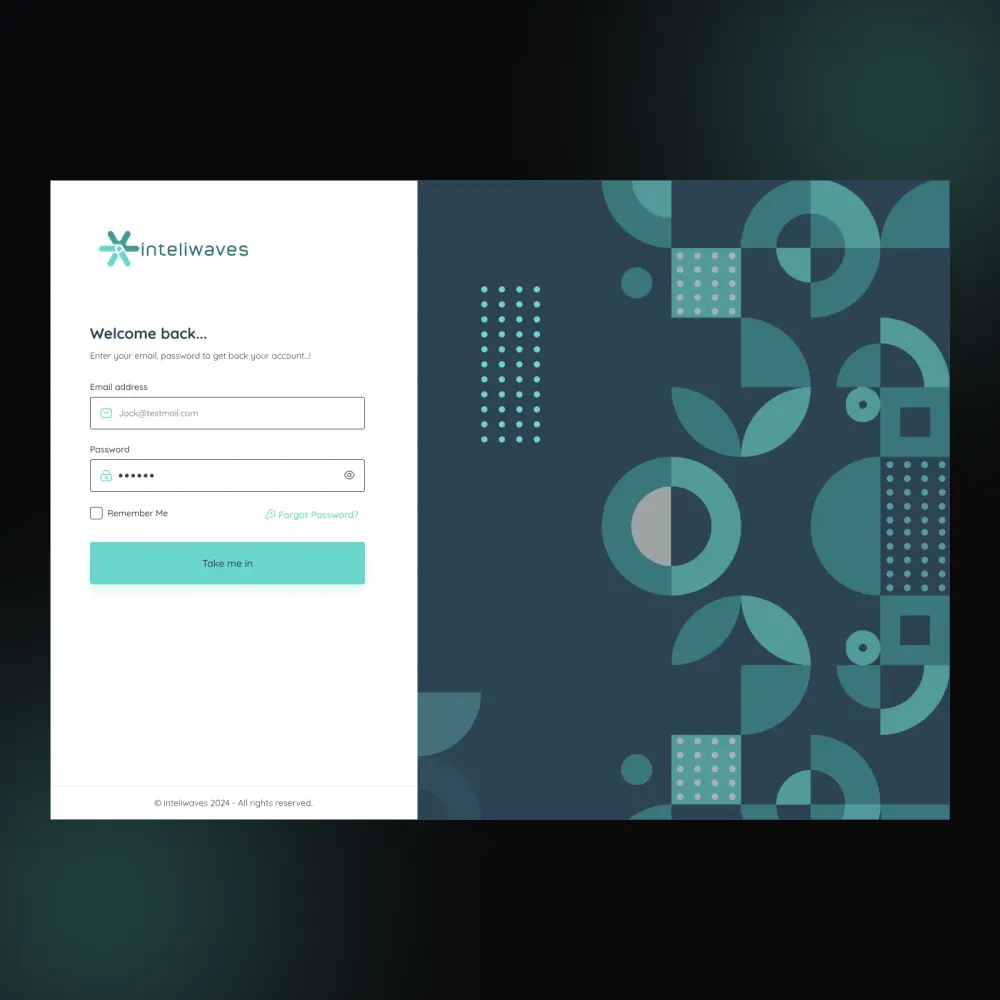 inteliwaves
Welcome back...
Enter your email, password to get back your account..!
Email address
Jack@testmail.com
Password
••••••
Remember Me
Forgot Password?
Take me in
© inteliwaves 2024 - All rights reserved.